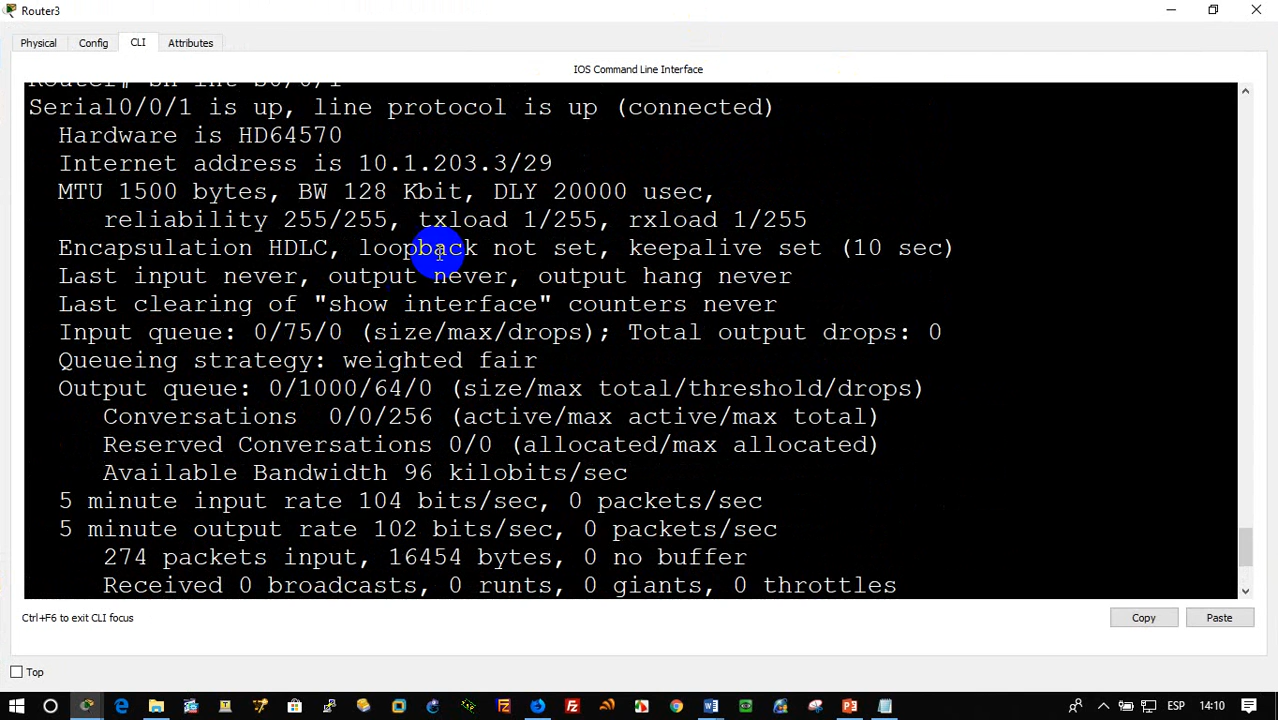 Router3
Physical
Config
CLI
Attributes
IOS Command Line Interface
Router# sh int s0/0/1
Serial0/0/1 is up, line protocol is up (connected)
Hardware is HD64570
Internet address is 10.1.203.3/29
MTU 1500 bytes, BW 128 Kbit, DLY 20000 usec,
reliability 255/255, txload 1/255, rxload 1/255
Encapsulation HDLC, loopback not set, keepalive set (10 sec)
Last input never, output never, output hang never
Last clearing of "show interface" counters never
Input queue: 0/75/0 (size/max/drops); Total output drops: 0
Queueing strategy: weighted fair
Output queue: 0/1000/64/0 (size/max total/threshold/drops)
Conversations  0/0/256 (active/max active/max total)
Reserved Conversations 0/0 (allocated/max allocated)
Available Bandwidth 96 kilobits/sec
5 minute input rate 104 bits/sec, 0 packets/sec
5 minute output rate 102 bits/sec, 0 packets/sec
274 packets input, 16454 bytes, 0 no buffer
Received 0 broadcasts, 0 runts, 0 giants, 0 throttles
Ctrl+F6 to exit CLI focus
Copy
Paste
Top
ESP
14:10